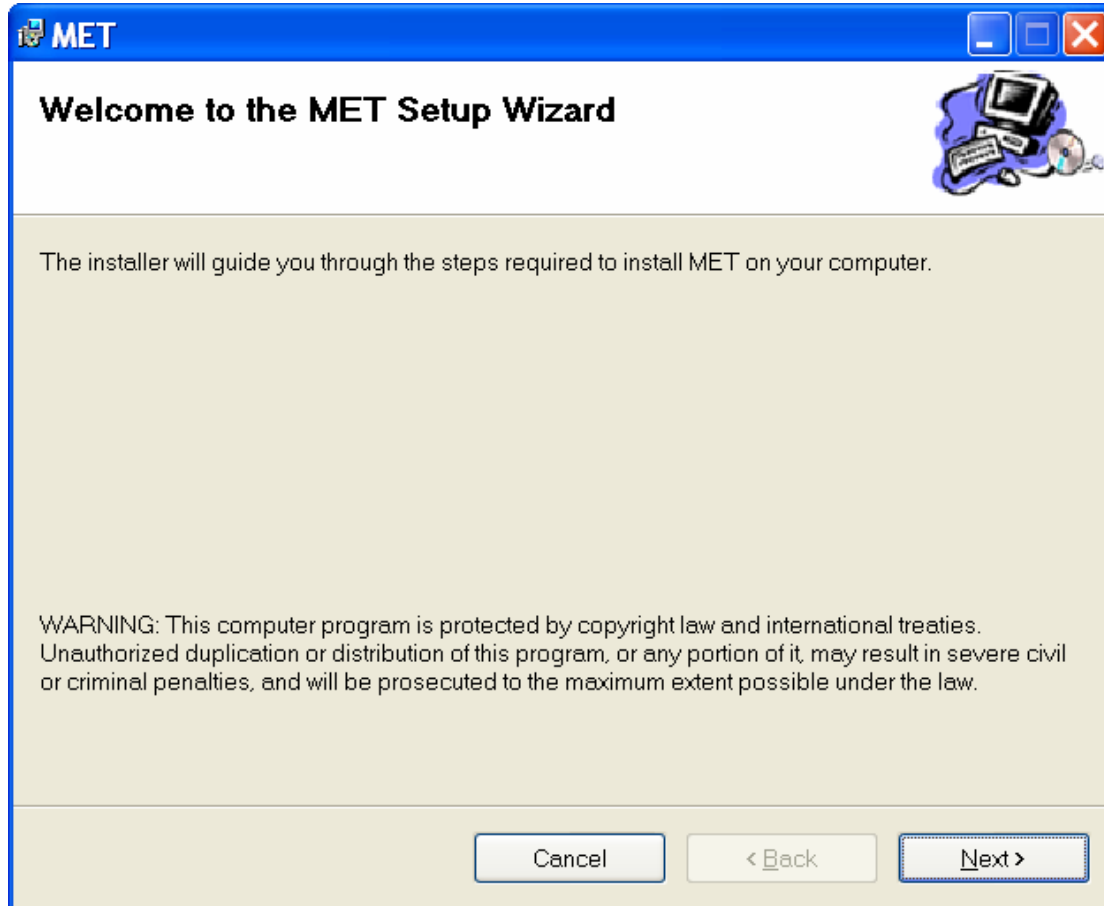 MET
Welcome to the MET Setup Wizard
The installer will guide you through the steps required to install MET on your computer.
WARNING: This computer program is protected by copyright law and international treaties.
Unauthorized duplication or distribution of this program, or any portion of it, may result in severe civil
or criminal penalties, and will be prosecuted to the maximum extent possible under the law.
Cancel
< Back
Next >